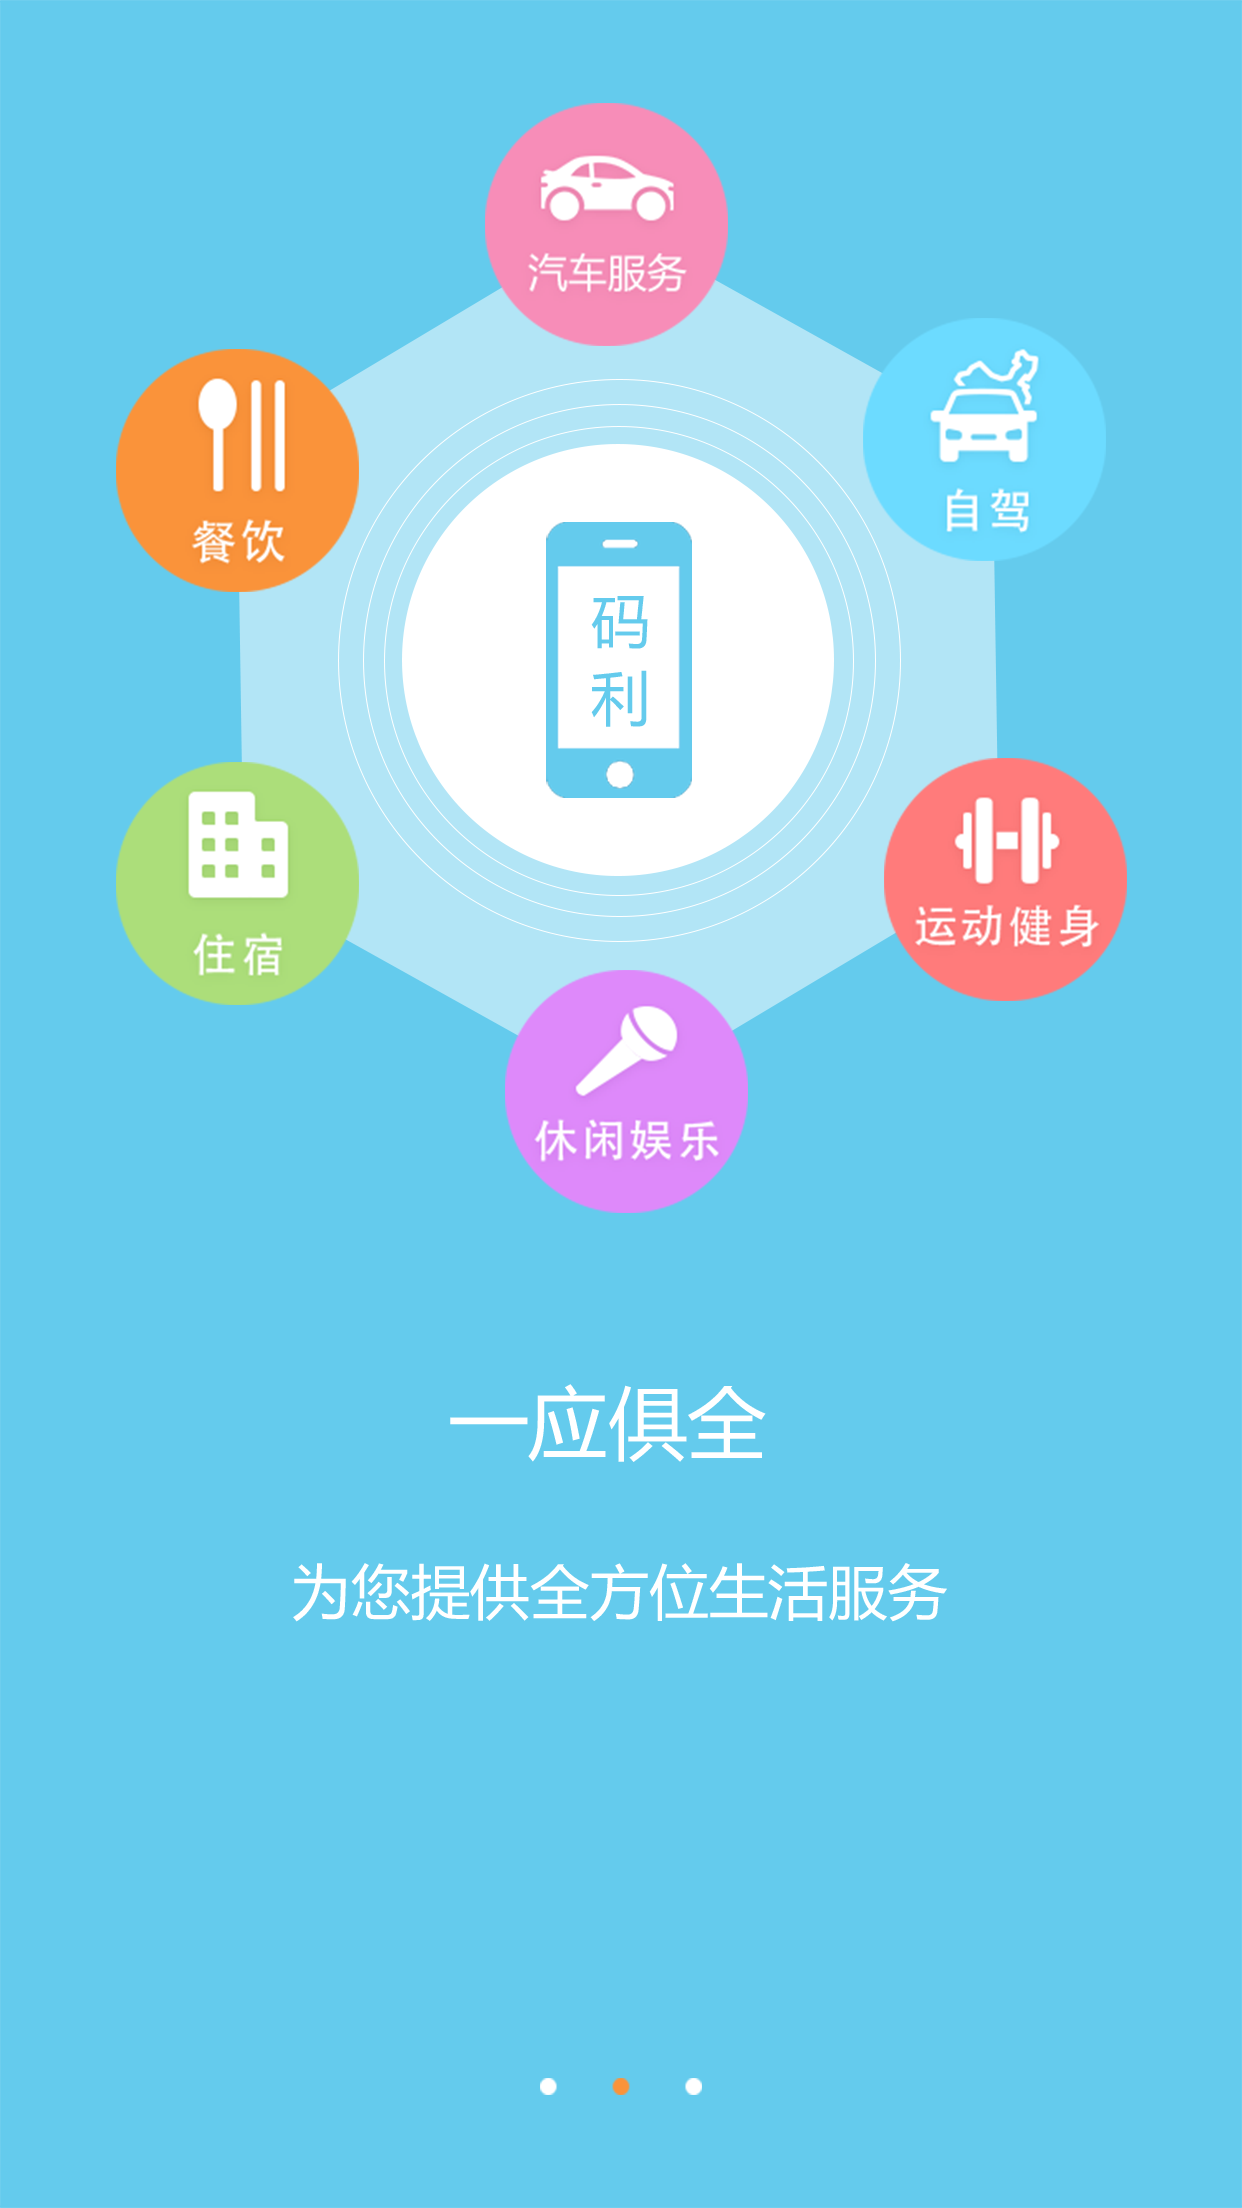 汽车服务
自驾
餐饮
码
利
住宿
运动健身
休闲娱乐
一应俱全
为您提供全方位生活服务